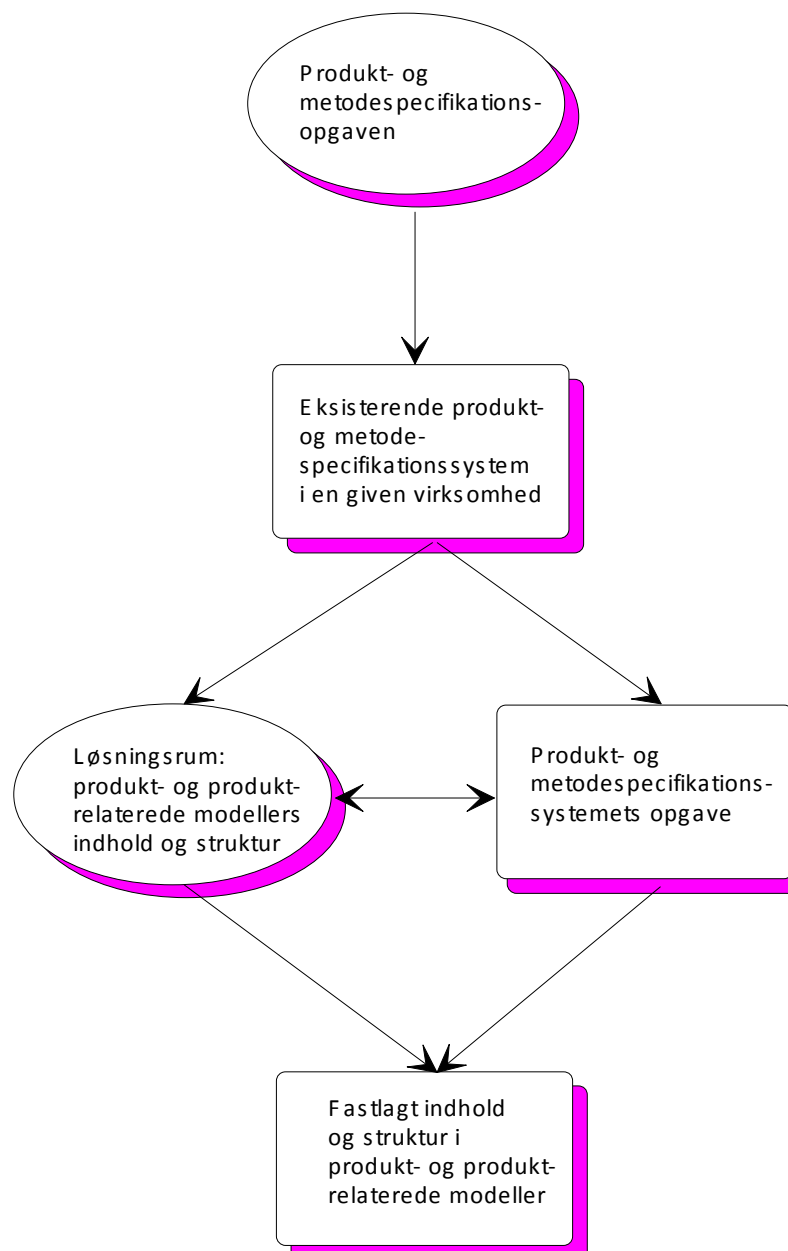 Produkt- og
metodespecifikations-
opgaven
Eksisterende produkt-
og metode-
specifikationssystem
i en given virksomhed
Løsningsrum:
produkt- og produkt-
relaterede modellers
indhold og struktur
Produkt- og
metodespecifikations-
systemets opgave
Fastlagt indhold
og struktur i
produkt- og produkt-
relaterede modeller